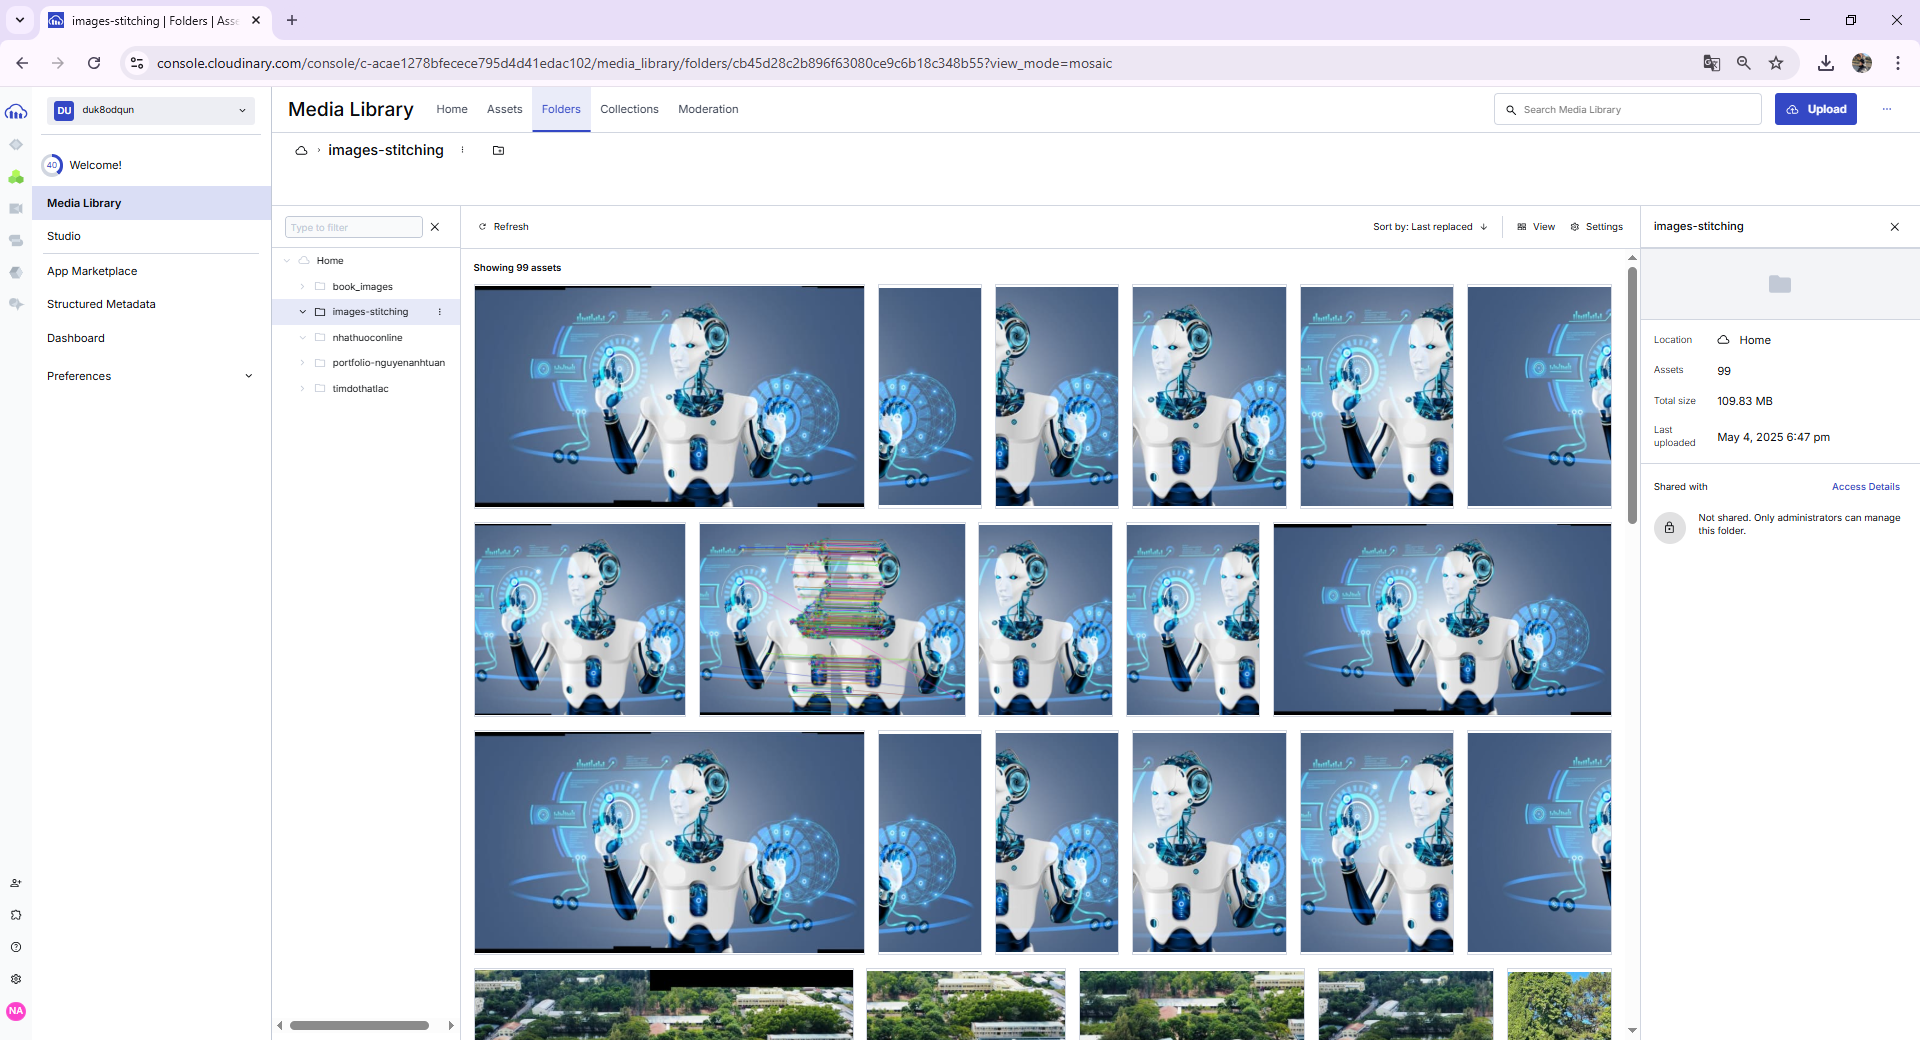 images-stitching | Folders | Asse
console.cloudinary.com/console/c-acae1278bfecece795d4d41edac102/media_library/folders/cb45d28c2b896f63080ce9c6b18c348b55?view_mode=mosaic
DU duk8odqun
40 Welcome!
Media Library
Studio
App Marketplace
Structured Metadata
Dashboard
Preferences
NA
Media Library
Home
Assets
Folders
Collections
Moderation
Search Media Library
Upload
images-stitching
Type to filter
Home
book_images
images-stitching
nhathuoconline
portfolio-nguyenanhtuan
timdothatlac
Refresh
Sort by: Last replaced
View
Settings
Showing 99 assets
images-stitching
Location Home
Assets 99
Total size 109.83 MB
Last uploaded May 4, 2025 6:47 pm
Shared with Access Details
Not shared. Only administrators can manage
this folder.